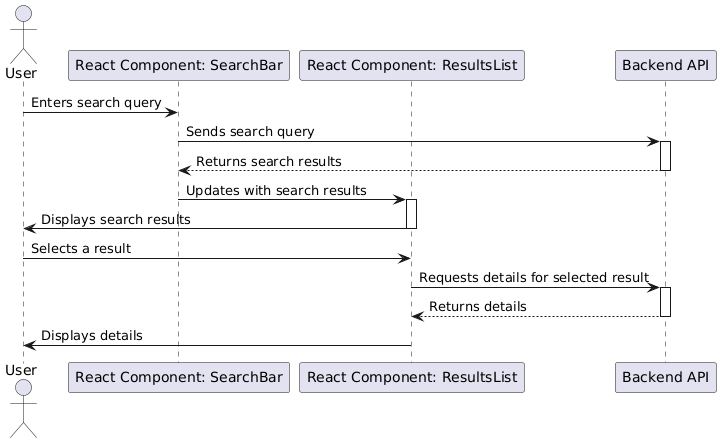 User
React Component: SearchBar
React Component: ResultsList
Backend API
Enters search query
Sends search query
Returns search results
Updates with search results
Displays search results
Selects a result
Requests details for selected result
Returns details
Displays details
User
React Component: SearchBar
React Component: ResultsList
Backend API